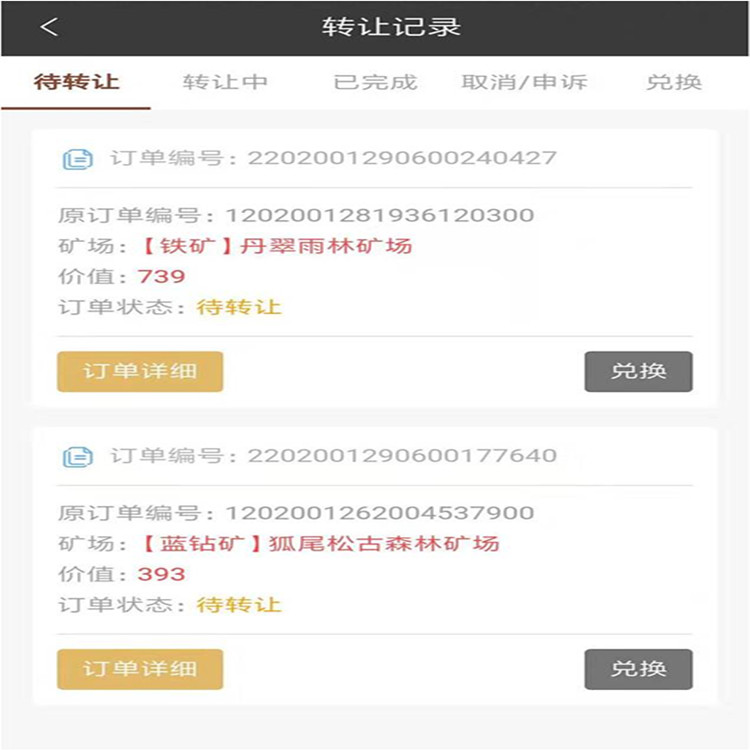 转让记录
待转让 转让中 已完成 取消/申诉 兑换
订单编号: 2202001290600240427
原订单编号: 1202001281936120300
矿场:【铁矿】丹翠雨林矿场
价值: 739
订单状态: 待转让
订单详细 兑换
订单编号: 2202001290600177640
原订单编号: 1202001262004537900
矿场:【蓝钻矿】狐尾松古森林矿场
价值: 393
订单状态: 待转让
订单详细 兑换